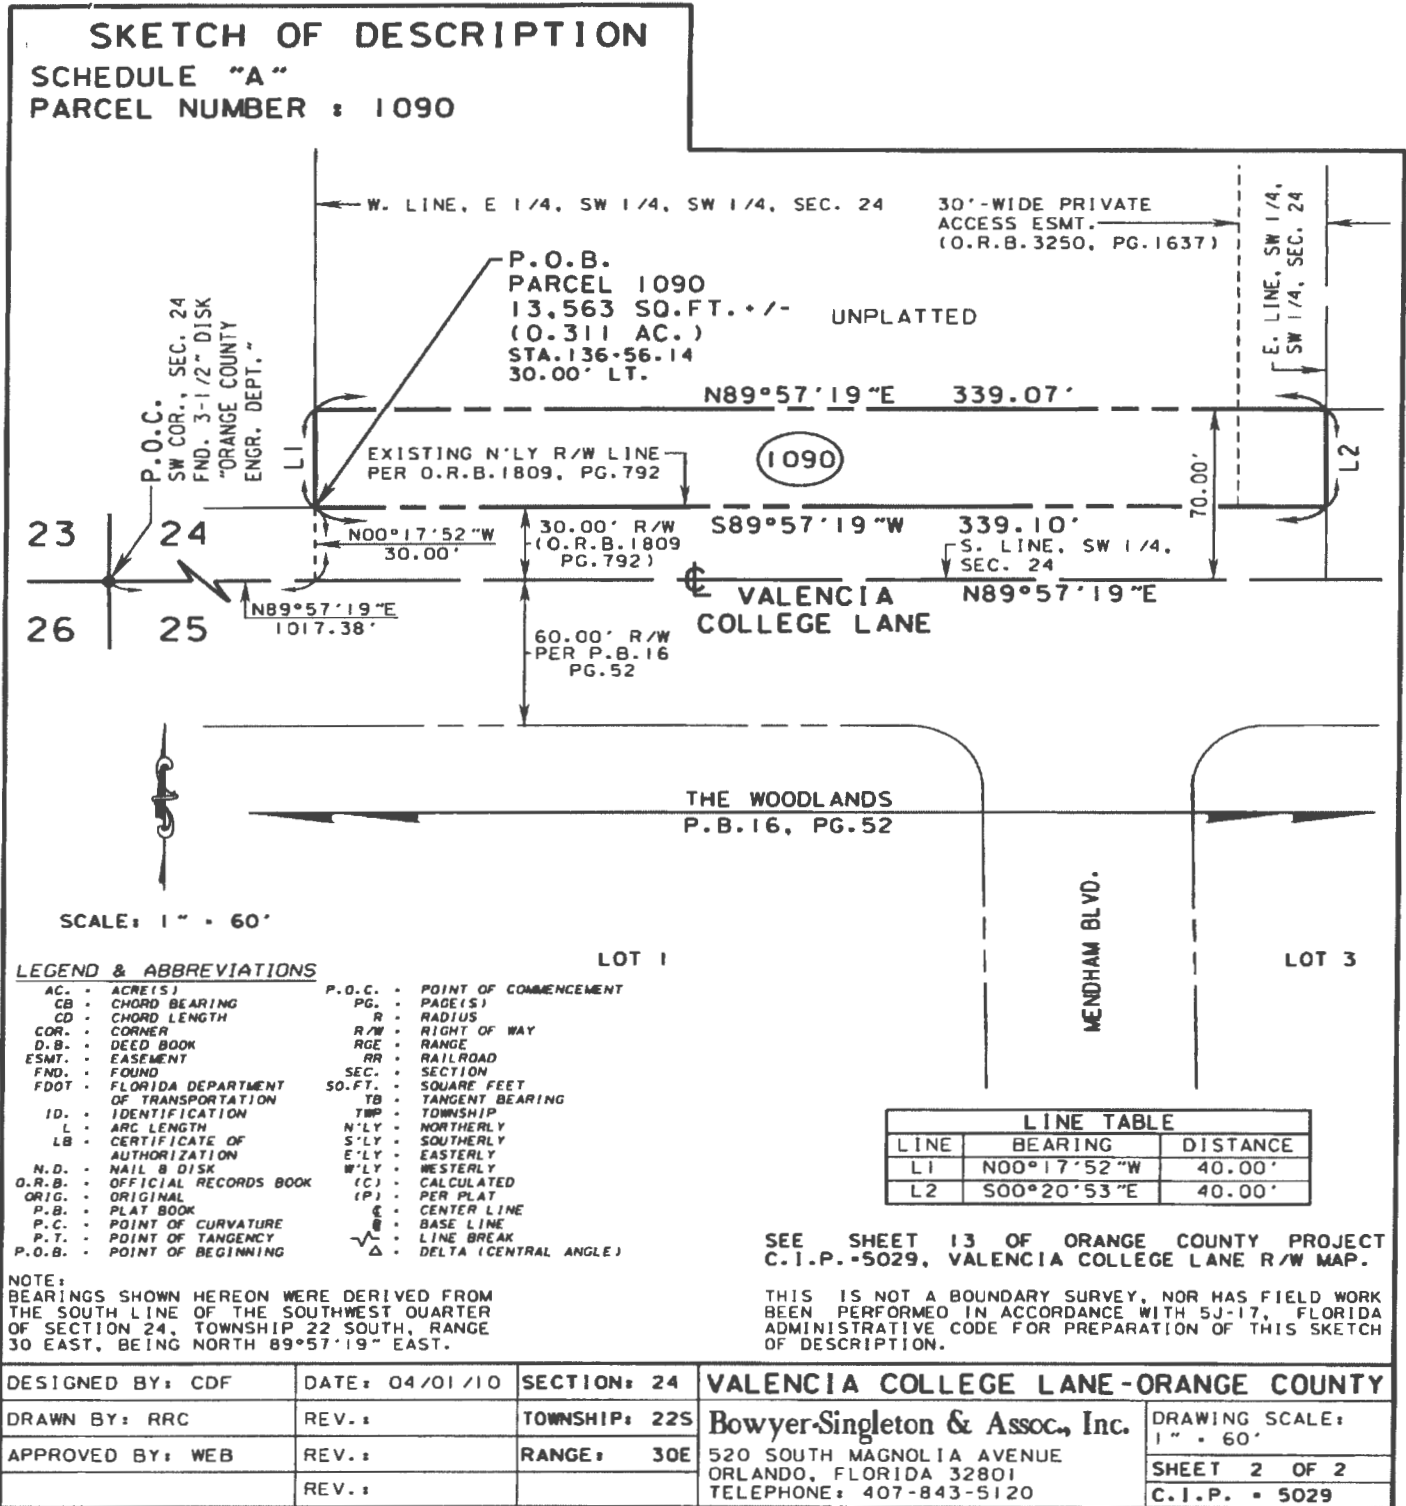 SKETCH OF DESCRIPTION
SCHEDULE "A"
PARCEL NUMBER : 1090
W. LINE, E 1/4, SW 1/4, SW 1/4, SEC. 24
30'-WIDE PRIVATE
ACCESS ESMT.
(O.R.B.3250, PG.1637)
E. LINE, SW 1/4,
SW 1/4, SEC. 24
P.O.B.
PARCEL 1090
13,563 SQ.FT.+/-
(0.311 AC.)
STA.136+56.14
30.00' LT.
UNPLATTED
P.O.C.
SW COR., SEC. 24
FND. 3-1/2" DISK
"ORANGE COUNTY
ENGR. DEPT."
N89°57'19"E 339.07'
L1
EXISTING N'LY R/W LINE
PER O.R.B.1809, PG.792
1090
70.00'
L2
23 24
26 25
N00°17'52"W
30.00'
30.00' R/W
(O.R.B.1809
PG.792)
S89°57'19"W 339.10'
S. LINE, SW 1/4,
SEC. 24
N89°57'19"E
1017.38'
℄ VALENCIA
COLLEGE LANE
N89°57'19"E
60.00' R/W
PER P.B.16
PG.52
THE WOODLANDS
P.B.16, PG.52
MENDHAM BLVD.
SCALE: 1" = 60'
LOT 1
LOT 3
LEGEND & ABBREVIATIONS
AC. = ACRE(S)
CB = CHORD BEARING
CD = CHORD LENGTH
COR. = CORNER
D.B. = DEED BOOK
ESMT. = EASEMENT
FND. = FOUND
FDOT = FLORIDA DEPARTMENT
OF TRANSPORTATION
ID. = IDENTIFICATION
L = ARC LENGTH
LB = CERTIFICATE OF
AUTHORIZATION
N.D. = NAIL & DISK
O.R.B. = OFFICIAL RECORDS BOOK
ORIG. = ORIGINAL
P.B. = PLAT BOOK
P.C. = POINT OF CURVATURE
P.T. = POINT OF TANGENCY
P.O.B. = POINT OF BEGINNING
P.O.C. = POINT OF COMMENCEMENT
PG. = PAGE(S)
R = RADIUS
R/W = RIGHT OF WAY
RGE = RANGE
RR = RAILROAD
SEC. = SECTION
SQ.FT. = SQUARE FEET
TB = TANGENT BEARING
TWP = TOWNSHIP
N'LY = NORTHERLY
S'LY = SOUTHERLY
E'LY = EASTERLY
W'LY = WESTERLY
(C) = CALCULATED
(P) = PER PLAT
℄ = CENTER LINE
= BASE LINE
= LINE BREAK
Δ = DELTA (CENTRAL ANGLE)
LINE TABLE
LINE BEARING DISTANCE
L1 N00°17'52"W 40.00'
L2 S00°20'53"E 40.00'
SEE SHEET 13 OF ORANGE COUNTY PROJECT
C.I.P.=5029, VALENCIA COLLEGE LANE R/W MAP.
NOTE:
BEARINGS SHOWN HEREON WERE DERIVED FROM
THE SOUTH LINE OF THE SOUTHWEST QUARTER
OF SECTION 24, TOWNSHIP 22 SOUTH, RANGE
30 EAST, BEING NORTH 89°57'19" EAST.
THIS IS NOT A BOUNDARY SURVEY, NOR HAS FIELD WORK
BEEN PERFORMED IN ACCORDANCE WITH 5J-17, FLORIDA
ADMINISTRATIVE CODE FOR PREPARATION OF THIS SKETCH
OF DESCRIPTION.
DESIGNED BY: CDF DATE: 04/01/10 SECTION: 24
DRAWN BY: RRC REV.: TOWNSHIP: 22S
APPROVED BY: WEB REV.: RANGE: 30E
REV.:
VALENCIA COLLEGE LANE-ORANGE COUNTY
Bowyer-Singleton & Assoc., Inc.
520 SOUTH MAGNOLIA AVENUE
ORLANDO, FLORIDA 32801
TELEPHONE: 407-843-5120
DRAWING SCALE:
1" = 60'
SHEET 2 OF 2
C.I.P. = 5029